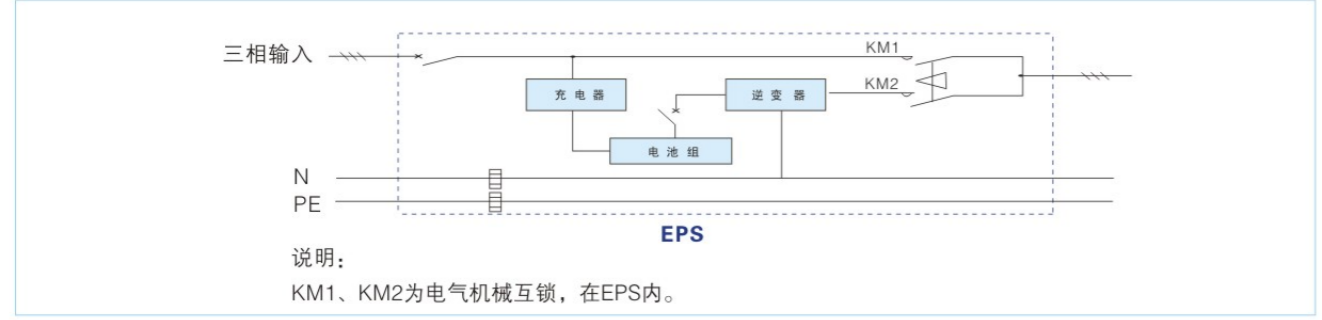 三相输入
KM1
充电器
逆变器
KM2
电池组
N
PE
EPS
说明:
KM1、KM2为电气机械互锁，在EPS内。